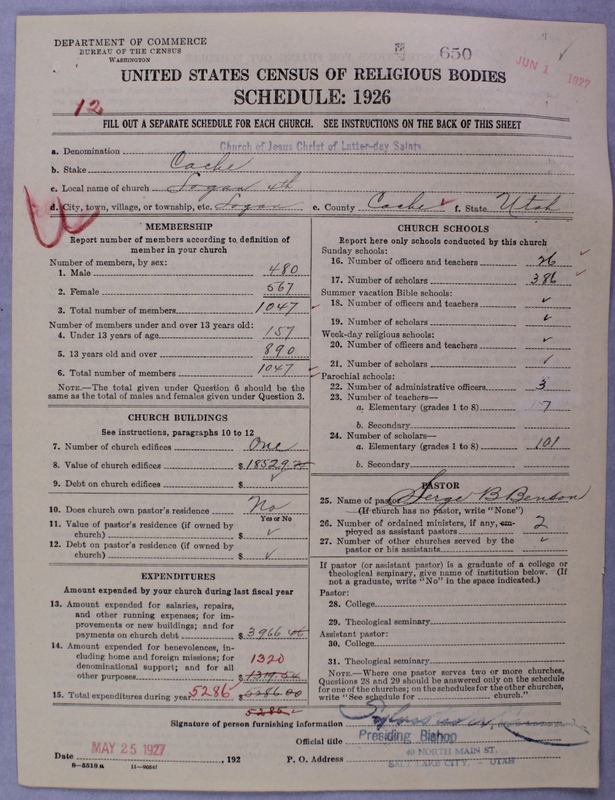 DEPARTMENT OF COMMERCE
BUREAU OF THE CENSUS
WASHINGTON
650
JUN 1 1927
UNITED STATES CENSUS OF RELIGIOUS BODIES
SCHEDULE: 1926
12
FILL OUT A SEPARATE SCHEDULE FOR EACH CHURCH. SEE INSTRUCTIONS ON THE BACK OF THIS SHEET
a. Denomination Church of Jesus Christ of Latter-day Saints
b. Stake Cache
c. Local name of church Logan 4th
d. City, town, village, or township, etc. Logan e. County Cache f. State Utah
MEMBERSHIP
Report number of members according to definition of
member in your church
Number of members, by sex:
1. Male 480
2. Female 567
3. Total number of members 1047
Number of members under and over 13 years old:
4. Under 13 years of age 157
5. 13 years old and over 890
6. Total number of members 1047
NOTE.—The total given under Question 6 should be the
same as the total of males and females given under Question 3.
CHURCH BUILDINGS
See instructions, paragraphs 10 to 12
7. Number of church edifices One
8. Value of church edifices $18529.
9. Debt on church edifices $
10. Does church own pastor's residence No
Yes or No
11. Value of pastor's residence (if owned by
church) $
12. Debt on pastor's residence (if owned by
church) $
EXPENDITURES
Amount expended by your church during last fiscal year
13. Amount expended for salaries, repairs,
and other running expenses; for im-
provements or new buildings; and for
payments on church debt $3966.46
14. Amount expended for benevolences, in-
cluding home and foreign missions; for
denominational support; and for all
other purposes $1319.54 1320
15. Total expenditures during year 5286 $5286.00
5285
CHURCH SCHOOLS
Report here only schools conducted by this church
Sunday schools:
16. Number of officers and teachers 26
17. Number of scholars 386
Summer vacation Bible schools:
18. Number of officers and teachers ✓
19. Number of scholars ✓
Week-day religious schools:
20. Number of officers and teachers ✓
21. Number of scholars ✓
Parochial schools:
22. Number of administrative officers 3
23. Number of teachers—
a. Elementary (grades 1 to 8) 7
b. Secondary
24. Number of scholars—
a. Elementary (grades 1 to 8) 101
b. Secondary
PASTOR
25. Name of pastor Serge B Benson
(If church has no pastor, write "None")
26. Number of ordained ministers, if any, em-
ployed as assistant pastors 2
27. Number of other churches served by the
pastor or his assistants ✓
If pastor (or assistant pastor) is a graduate of a college or
theological seminary, give name of institution below. (If
not a graduate, write "No" in the space indicated.)
Pastor:
28. College
29. Theological seminary
Assistant pastor:
30. College
31. Theological seminary
NOTE.—Where one pastor serves two or more churches,
Questions 28 and 29 should be answered only on the schedule
for one of the churches; on the schedules for the other churches,
write "See schedule for church."
Signature of person furnishing information
Official title Presiding Bishop
Date MAY 25 1927, 192 P. O. Address 40 NORTH MAIN ST.
SALT LAKE CITY, - UTAH
8-5518a 11-90547